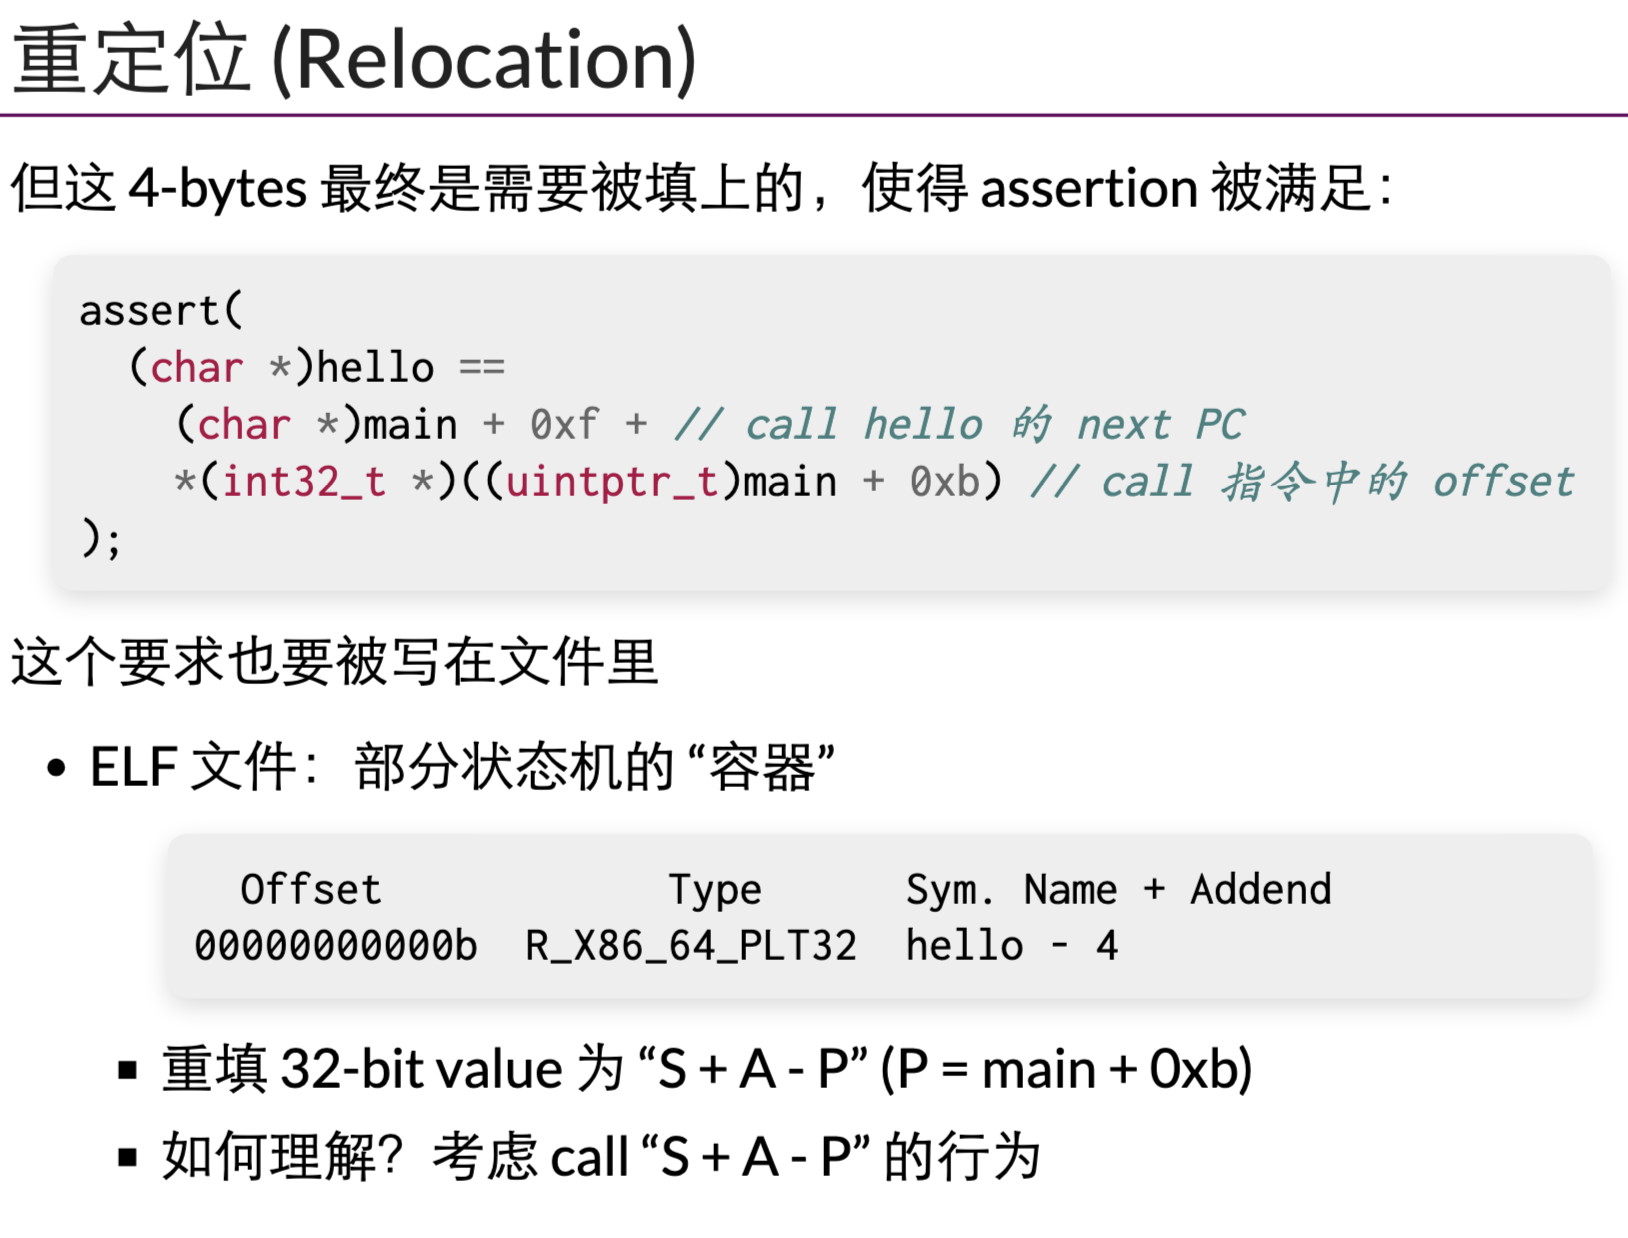 重定位 (Relocation)
但这 4-bytes 最终是需要被填上的，使得 assertion 被满足：
assert(
  (char *)hello ==
    (char *)main + 0xf + // call hello 的 next PC
    *(int32_t *)((uintptr_t)main + 0xb) // call 指令中的 offset
);
这个要求也要被写在文件里
• ELF 文件：部分状态机的 “容器”
  Offset            Type      Sym. Name + Addend
00000000000b  R_X86_64_PLT32  hello - 4
▪ 重填 32-bit value 为 “S + A - P” (P = main + 0xb)
▪ 如何理解？考虑 call “S + A - P” 的行为